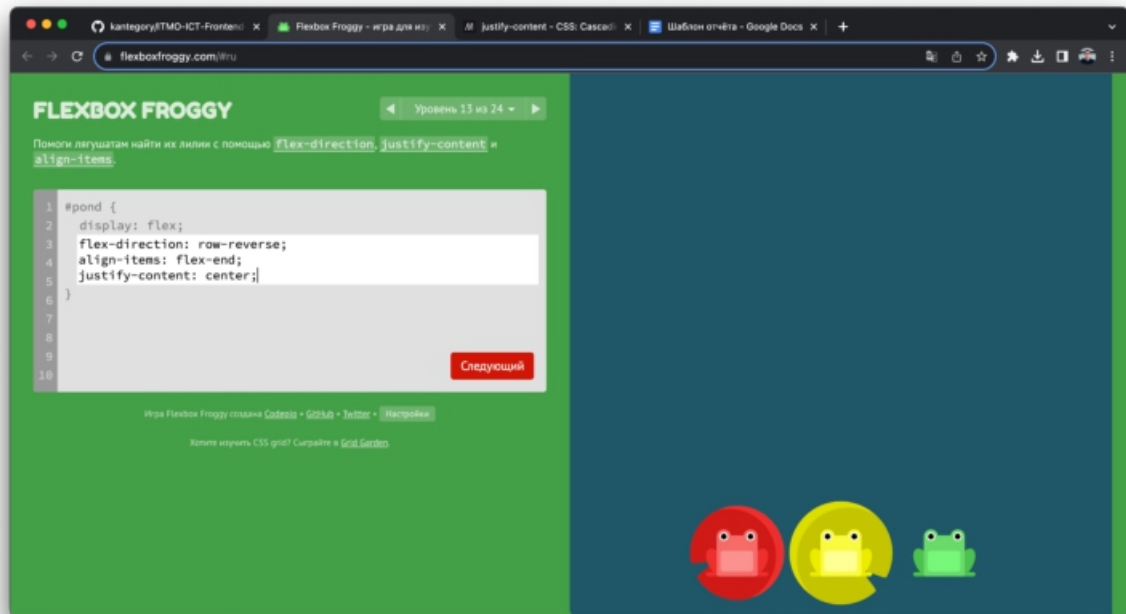 kantegory/ITMO-ICT-Frontend
Flexbox Froggy - игра для изу
justify-content - CSS: Cascadi
Шаблон отчёта - Google Docs
flexboxfroggy.com/#ru
FLEXBOX FROGGY
Уровень 13 из 24
Помоги лягушатам найти их лилии с помощью flex-direction, justify-content и
align-items.
1 #pond {
2 display: flex;
3 flex-direction: row-reverse;
4 align-items: flex-end;
5 justify-content: center;
6 }
7
8
9
10
Следующий
Игра Flexbox Froggy создана Codepip • GitHub • Twitter • Настройки
Хотите изучить CSS grid? Сыграйте в Grid Garden.